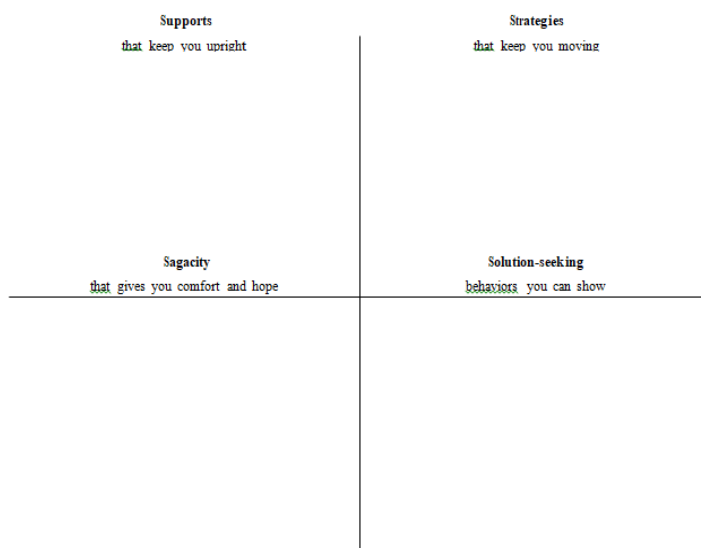 Supports
that keep you upright
Strategies
that keep you moving
Sagacity
that gives you comfort and hope
Solution-seeking
behaviors you can show